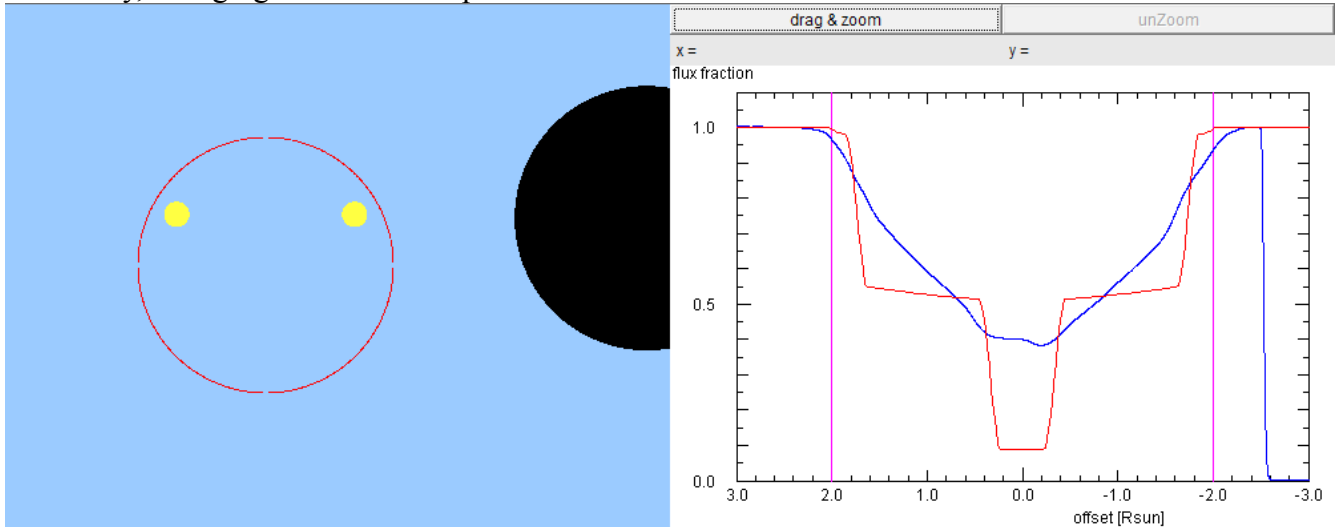 drag & zoom
unZoom
x =
y =
flux fraction
1.0
0.5
0.0
3.0 2.0 1.0 0.0 -1.0 -2.0 -3.0
offset [Rsun]